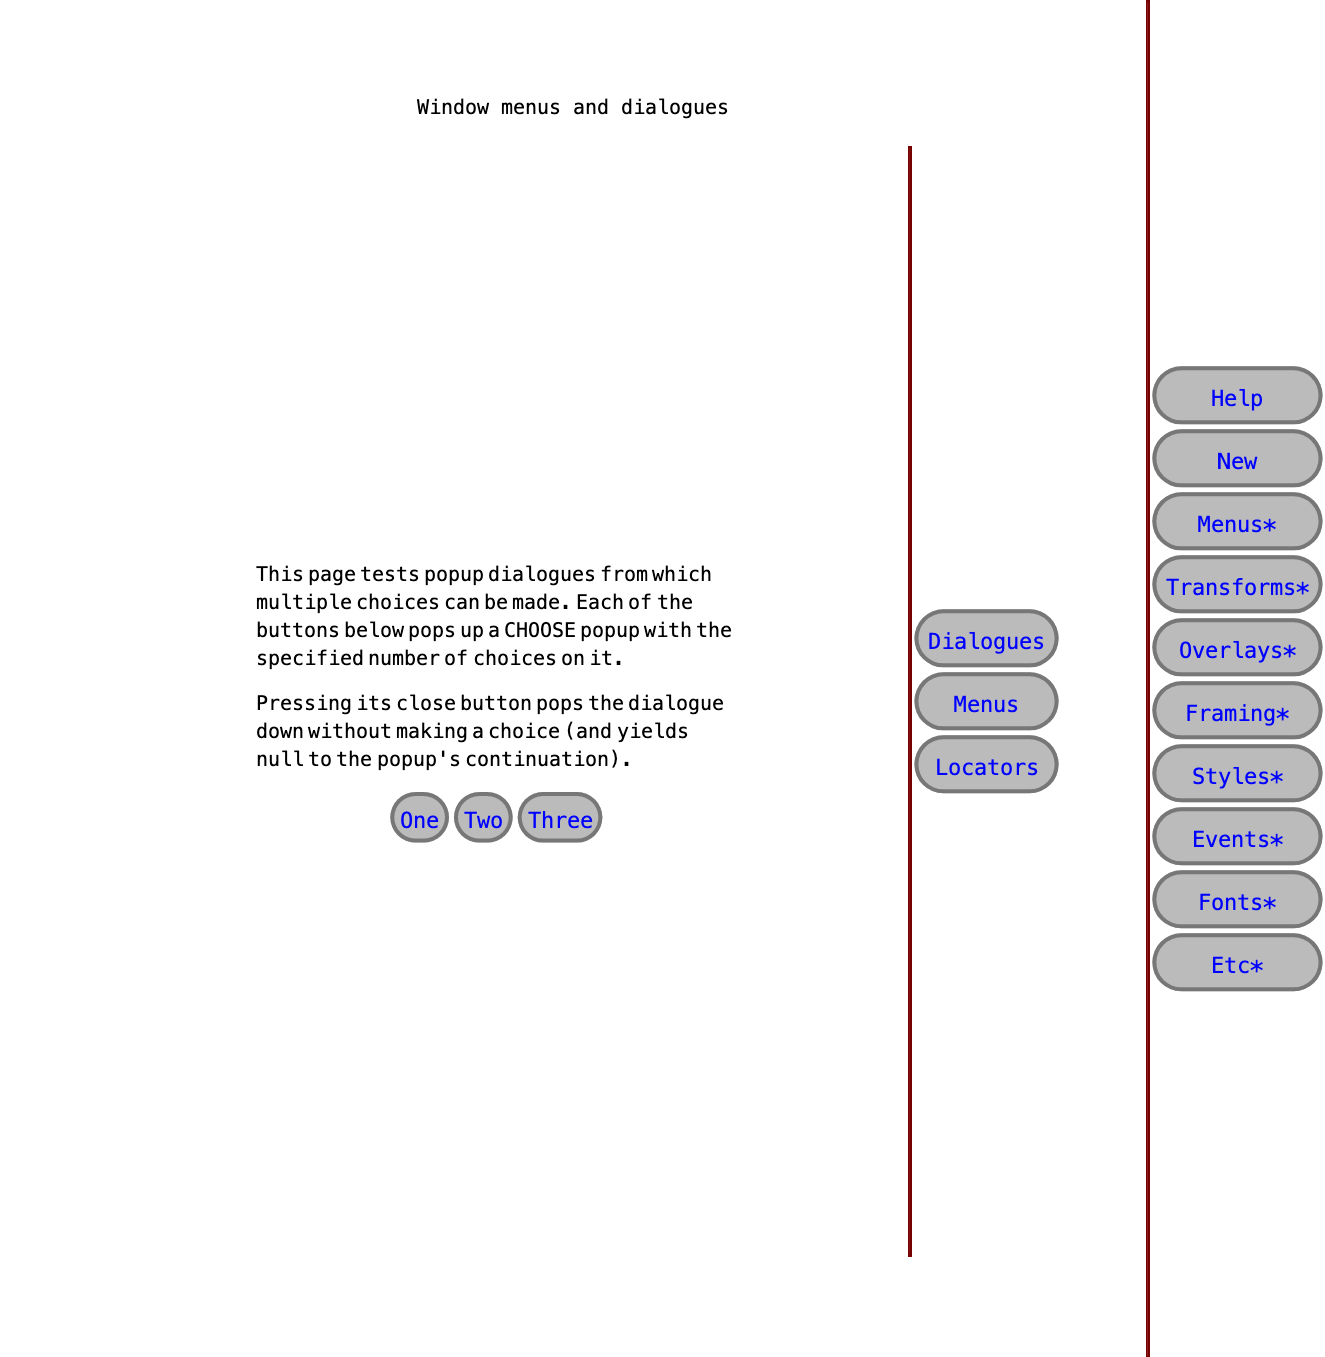 Window menus and dialogues
This page tests popup dialogues from which
multiple choices can be made. Each of the
buttons below pops up a CHOOSE popup with the
specified number of choices on it.
Pressing its close button pops the dialogue
down without making a choice (and yields
null to the popup's continuation).
One Two Three
Dialogues
Menus
Locators
Help
New
Menus*
Transforms*
Overlays*
Framing*
Styles*
Events*
Fonts*
Etc*